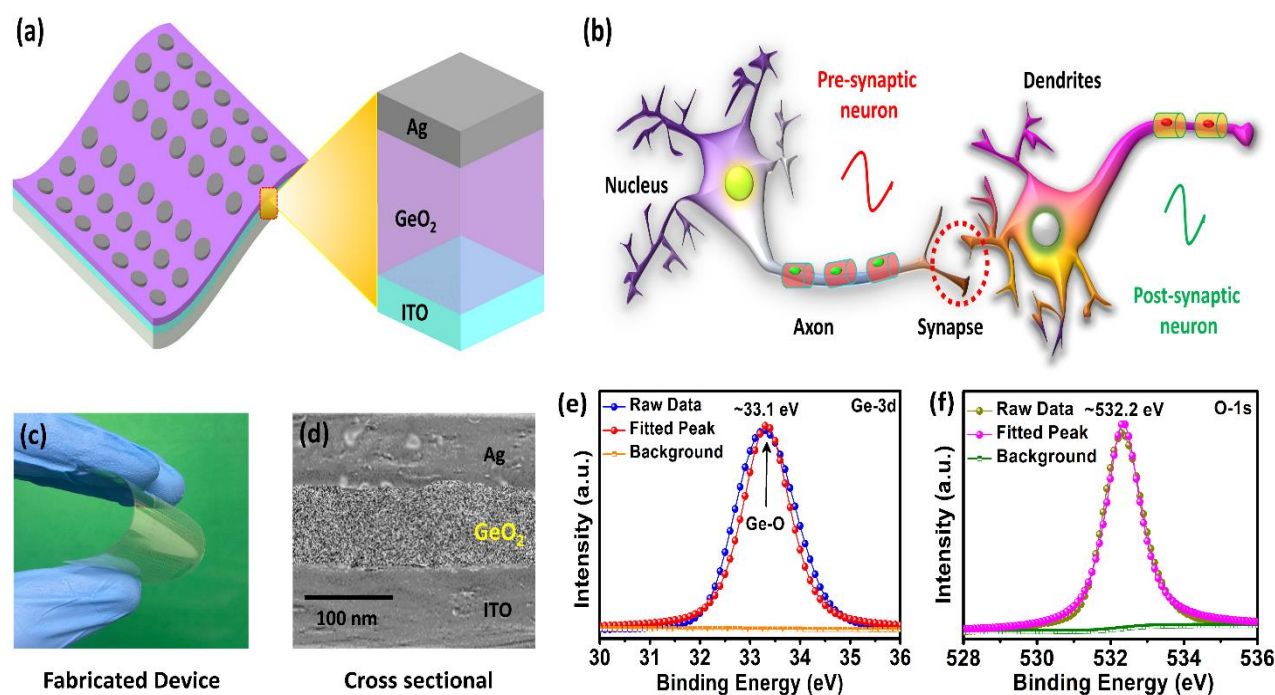 (a)
Ag
GeO₂
ITO
(b)
Pre-synaptic
neuron
Dendrites
Nucleus
Axon
Synapse
Post-synaptic
neuron
(c)
Fabricated Device
(d)
Ag
GeO₂
ITO
100 nm
Cross sectional
(e)
Raw Data
Fitted Peak
Background
~33.1 eV
Ge-3d
Ge-O
Intensity (a.u.)
30 31 32 33 34 35 36
Binding Energy (eV)
(f)
Raw Data
Fitted Peak
Background
~532.2 eV
O-1s
Intensity (a.u.)
528 530 532 534 536
Binding Energy (eV)